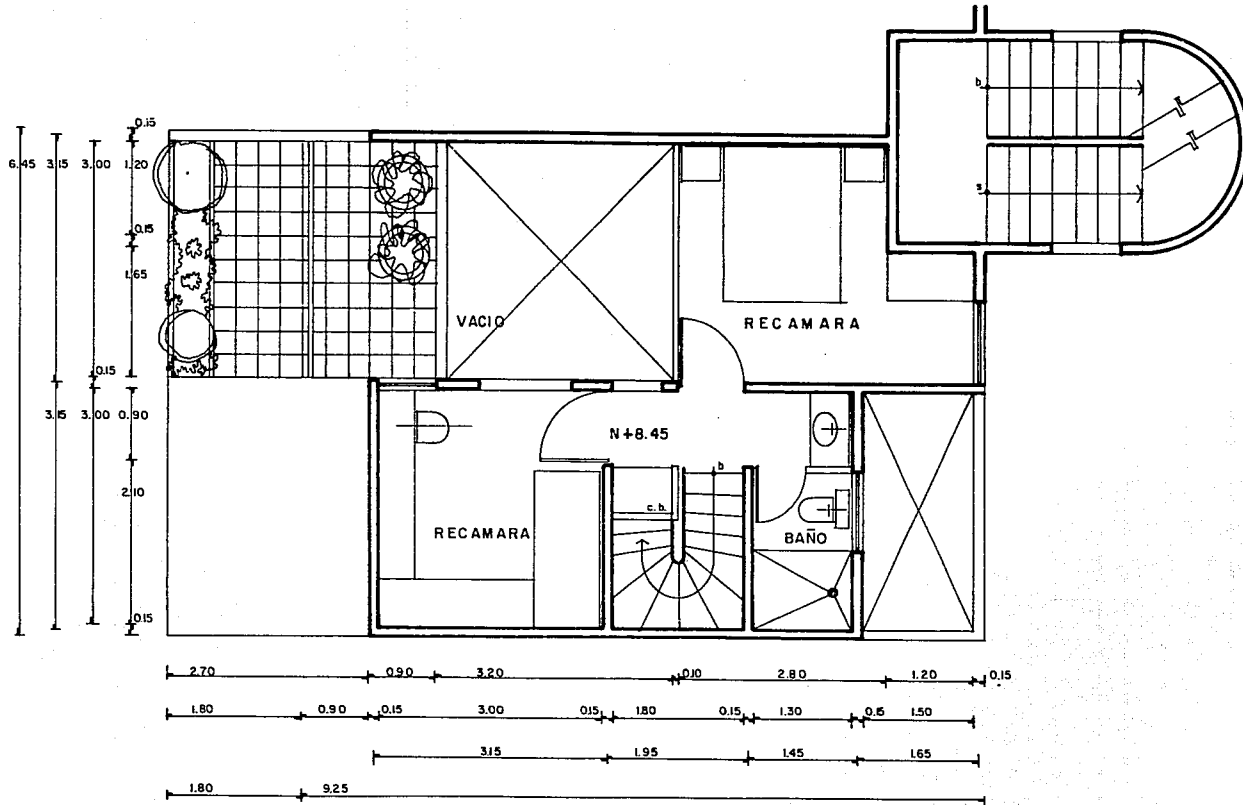 b
s
VACIO
RECAMARA
N+8.45
b
c.b.
RECAMARA
BAÑO
0.15
6.45 3.15 3.00 1.20
0.15
1.65
0.15
3.15 3.00 0.90
2.10
0.15
2.70 0.90 3.20 0.10 2.80 1.20 0.15
1.80 0.90 0.15 3.00 0.15 1.80 0.15 1.30 0.15 1.50
3.15 1.95 1.45 1.65
1.80 9.25